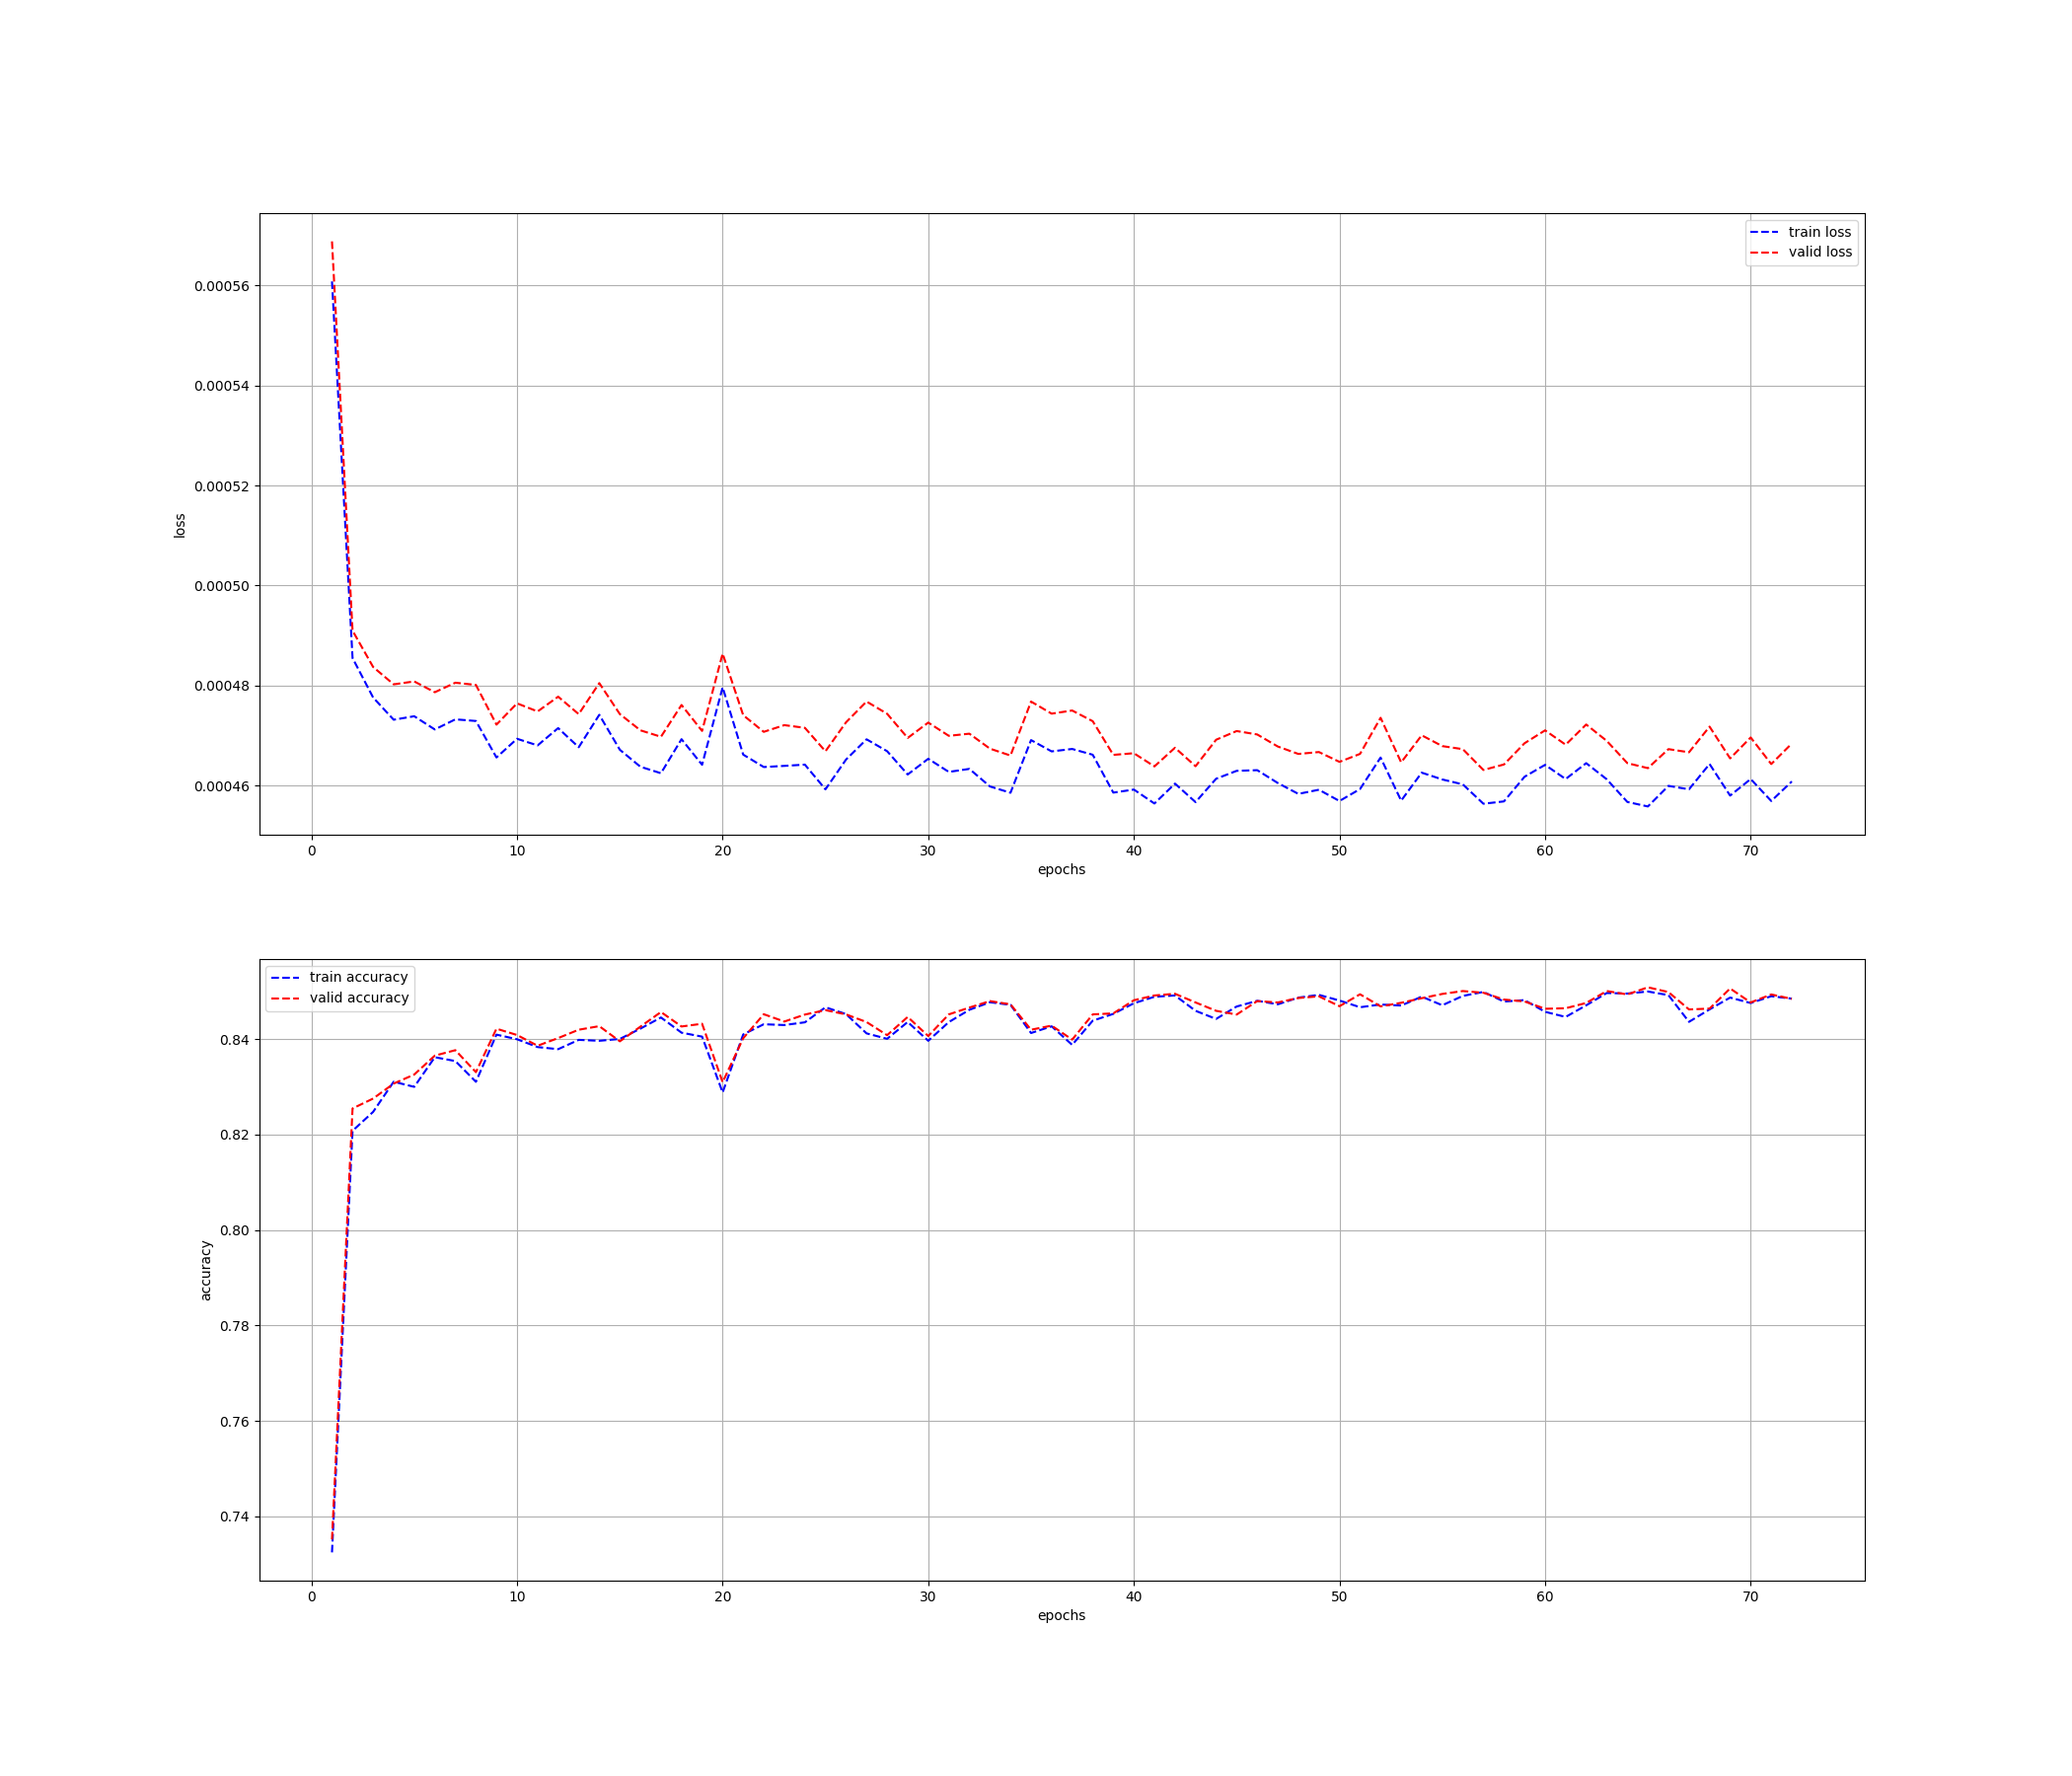 train loss
valid loss
0.00056
0.00054
0.00052
0.00050
0.00048
0.00046
loss
0 10 20 30 40 50 60 70
epochs
train accuracy
valid accuracy
0.84
0.82
0.80
0.78
0.76
0.74
accuracy
0 10 20 30 40 50 60 70
epochs